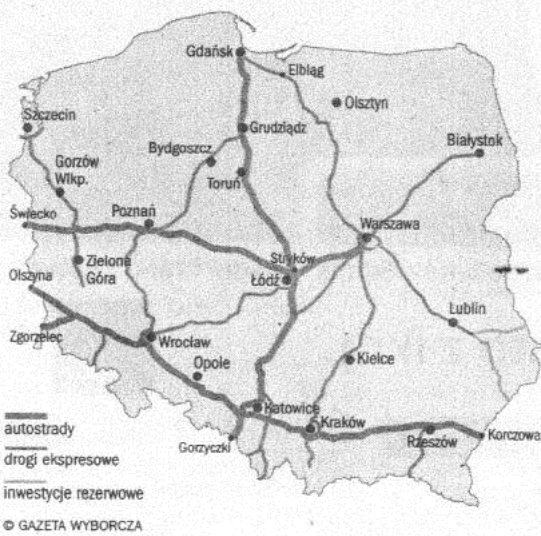 Gdańsk
Elbląg
Olsztyn
Szczecin
Grudziądz
Białystok
Bydgoszcz
Gorzów
Wlkp.
Toruń
Świecko
Poznań
Warszawa
Zielona
Góra
Stryków
Łódź
Olszyna
Lublin
Zgorzelec
Wrocław
Opole
Kielce
Katowice
Kraków
Rzeszów
Korczowa
Gorzyczki
autostrady
drogi ekspresowe
inwestycje rezerwowe
© GAZETA WYBORCZA